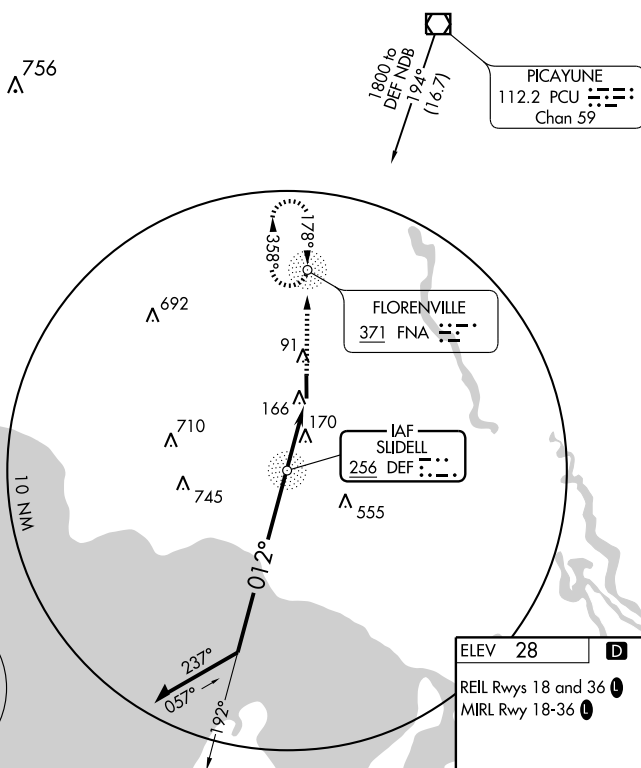 756
1800 to
DEF NDB
194°
(16.7)
PICAYUNE
112.2 PCU
Chan 59
358°
178°
692
FLORENVILLE
371 FNA
91
166
170
710
745
IAF
SLIDELL
256 DEF
555
10 NM
012°
237°
057°
192°
ELEV 28 D
REIL Rwys 18 and 36 L
MIRL Rwy 18-36 L